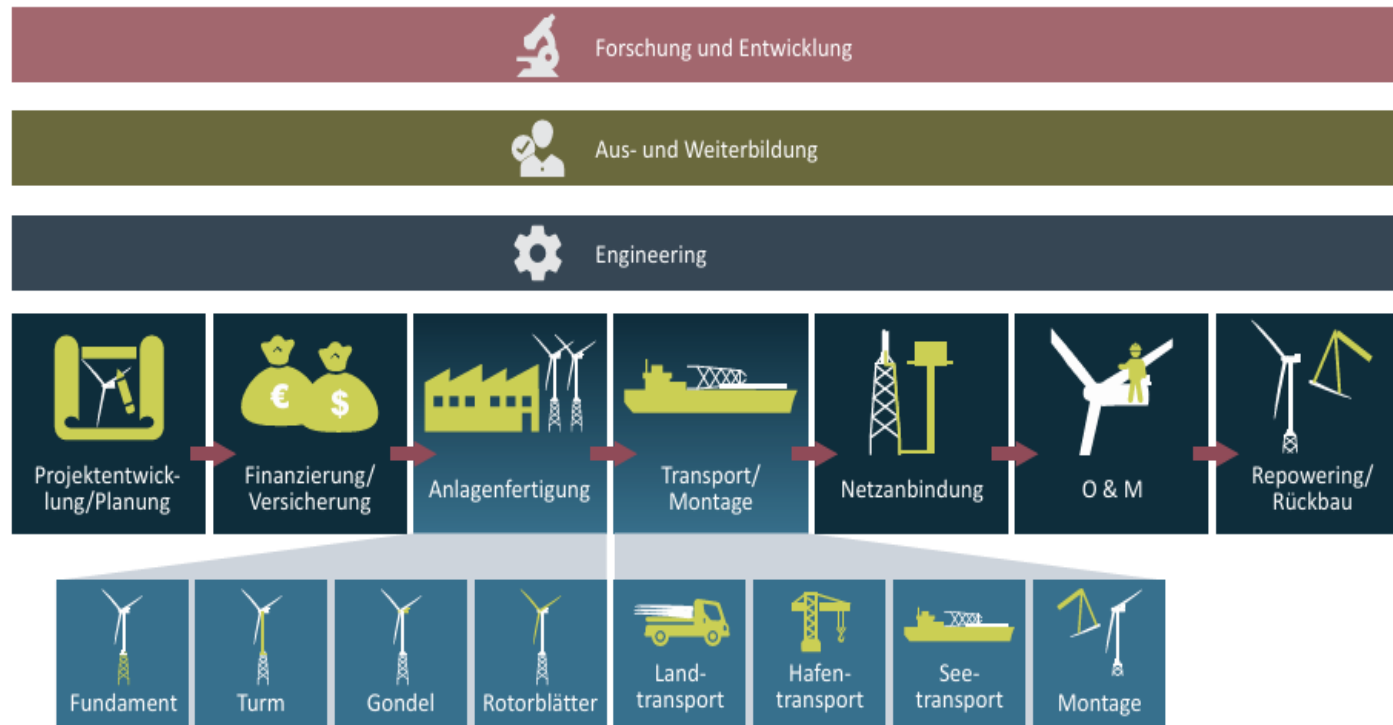 Forschung und Entwicklung
Aus- und Weiterbildung
Engineering
Projektentwick-
lung/Planung
€
$
Finanzierung/
Versicherung
Anlagenfertigung
Transport/
Montage
Netzanbindung
O & M
Repowering/
Rückbau
Fundament
Turm
Gondel
Rotorblätter
Land-
transport
Hafen-
transport
See-
transport
Montage